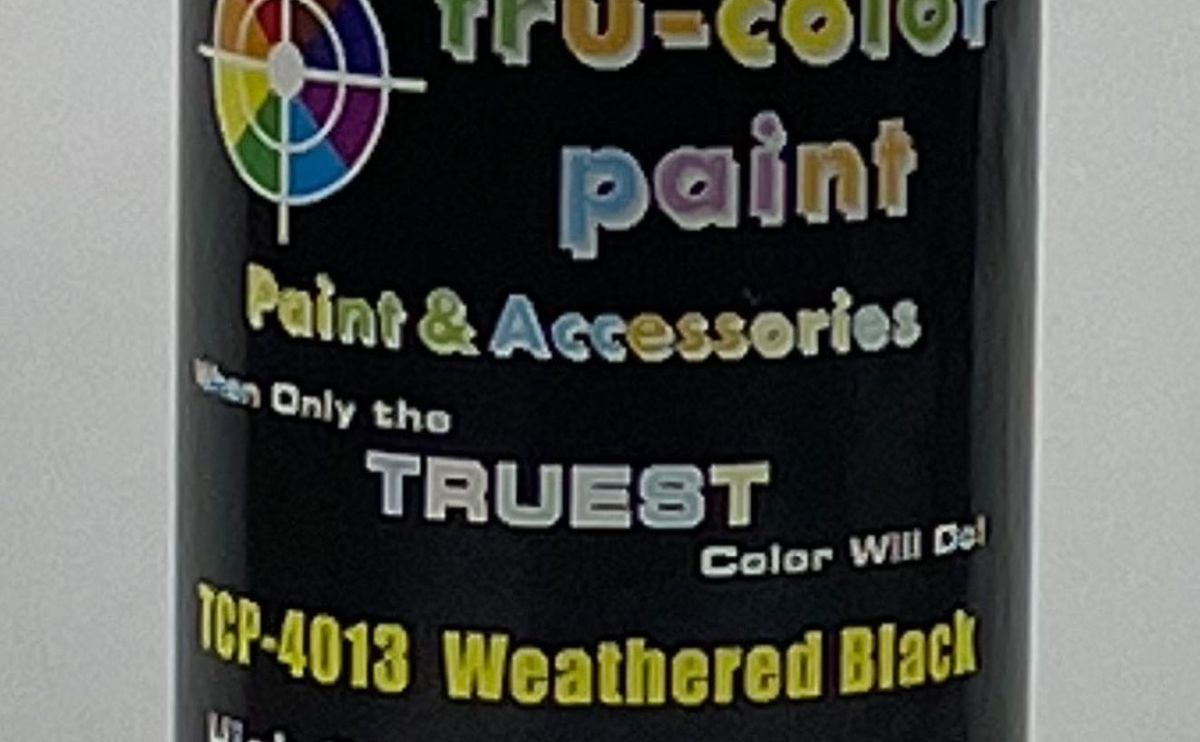 tru-color
paint
Paint & Accessories
When Only the
TRUEST
Color Will Do!
TCP-4013 Weathered Black